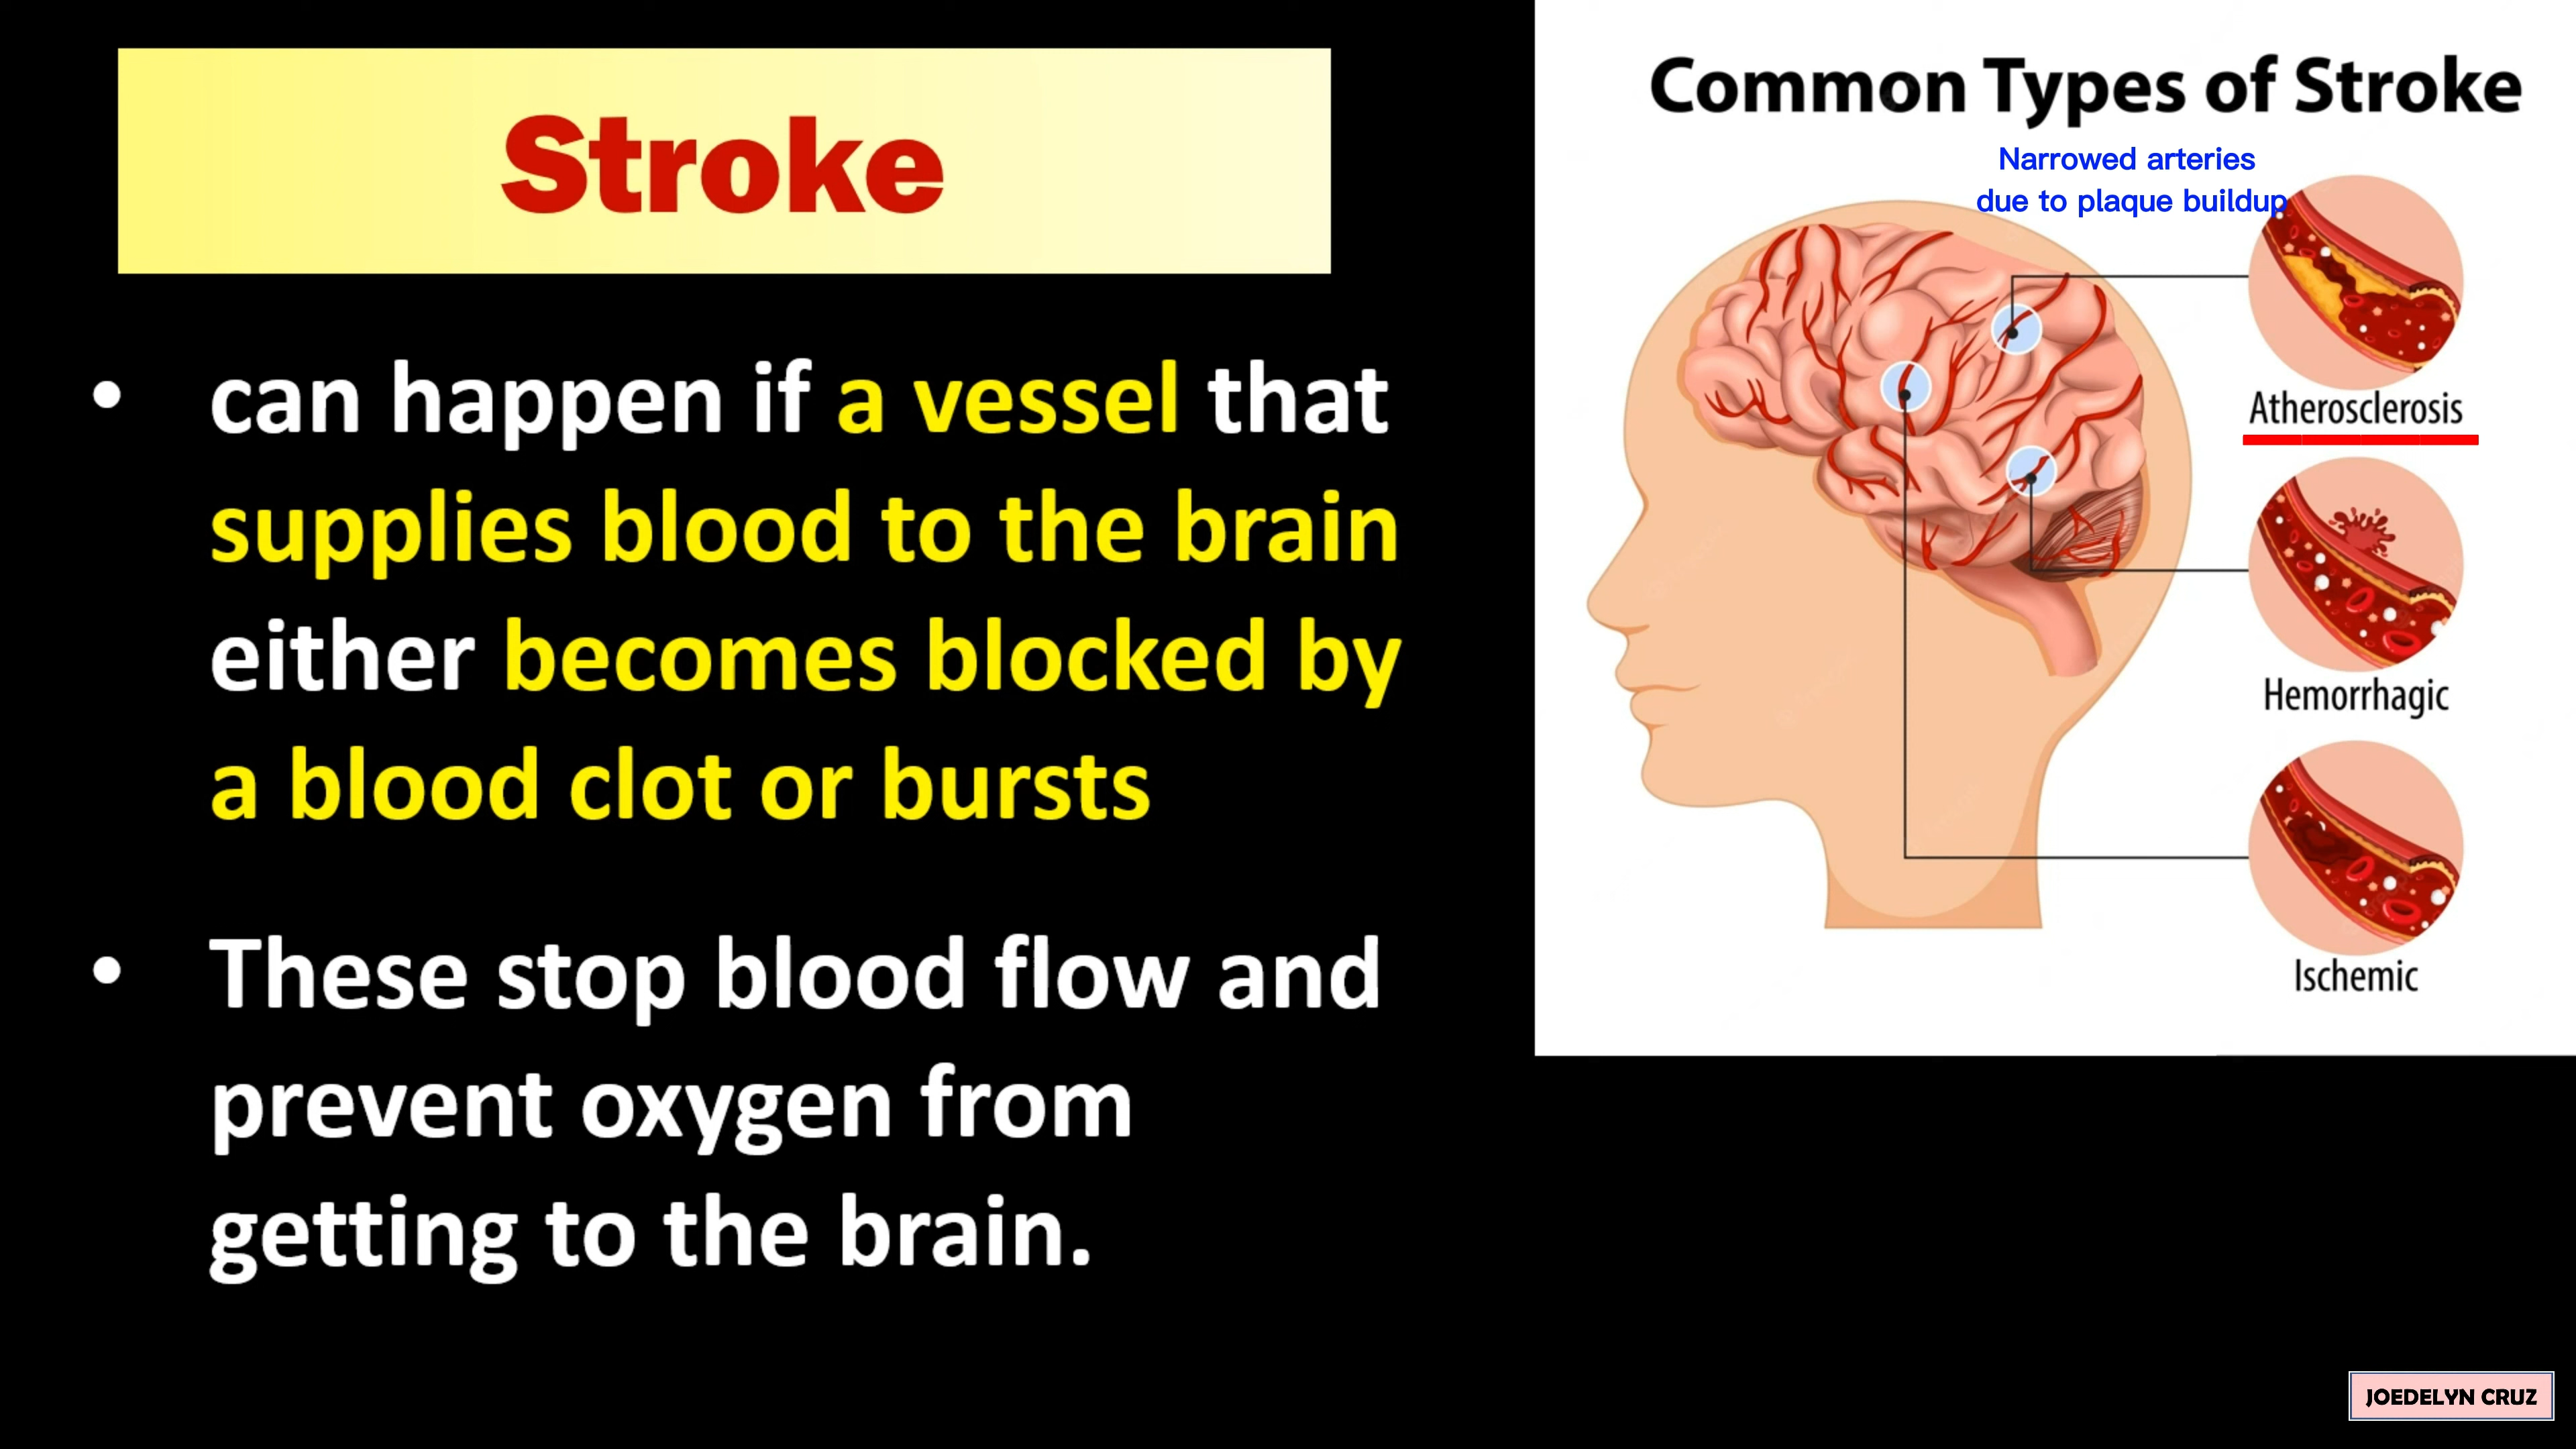 Stroke
• can happen if a vessel that
supplies blood to the brain
either becomes blocked by
a blood clot or bursts
• These stop blood flow and
prevent oxygen from
getting to the brain.
Common Types of Stroke
Narrowed arteries
due to plaque buildup
Atherosclerosis
Hemorrhagic
Ischemic
JOEDELYN CRUZ